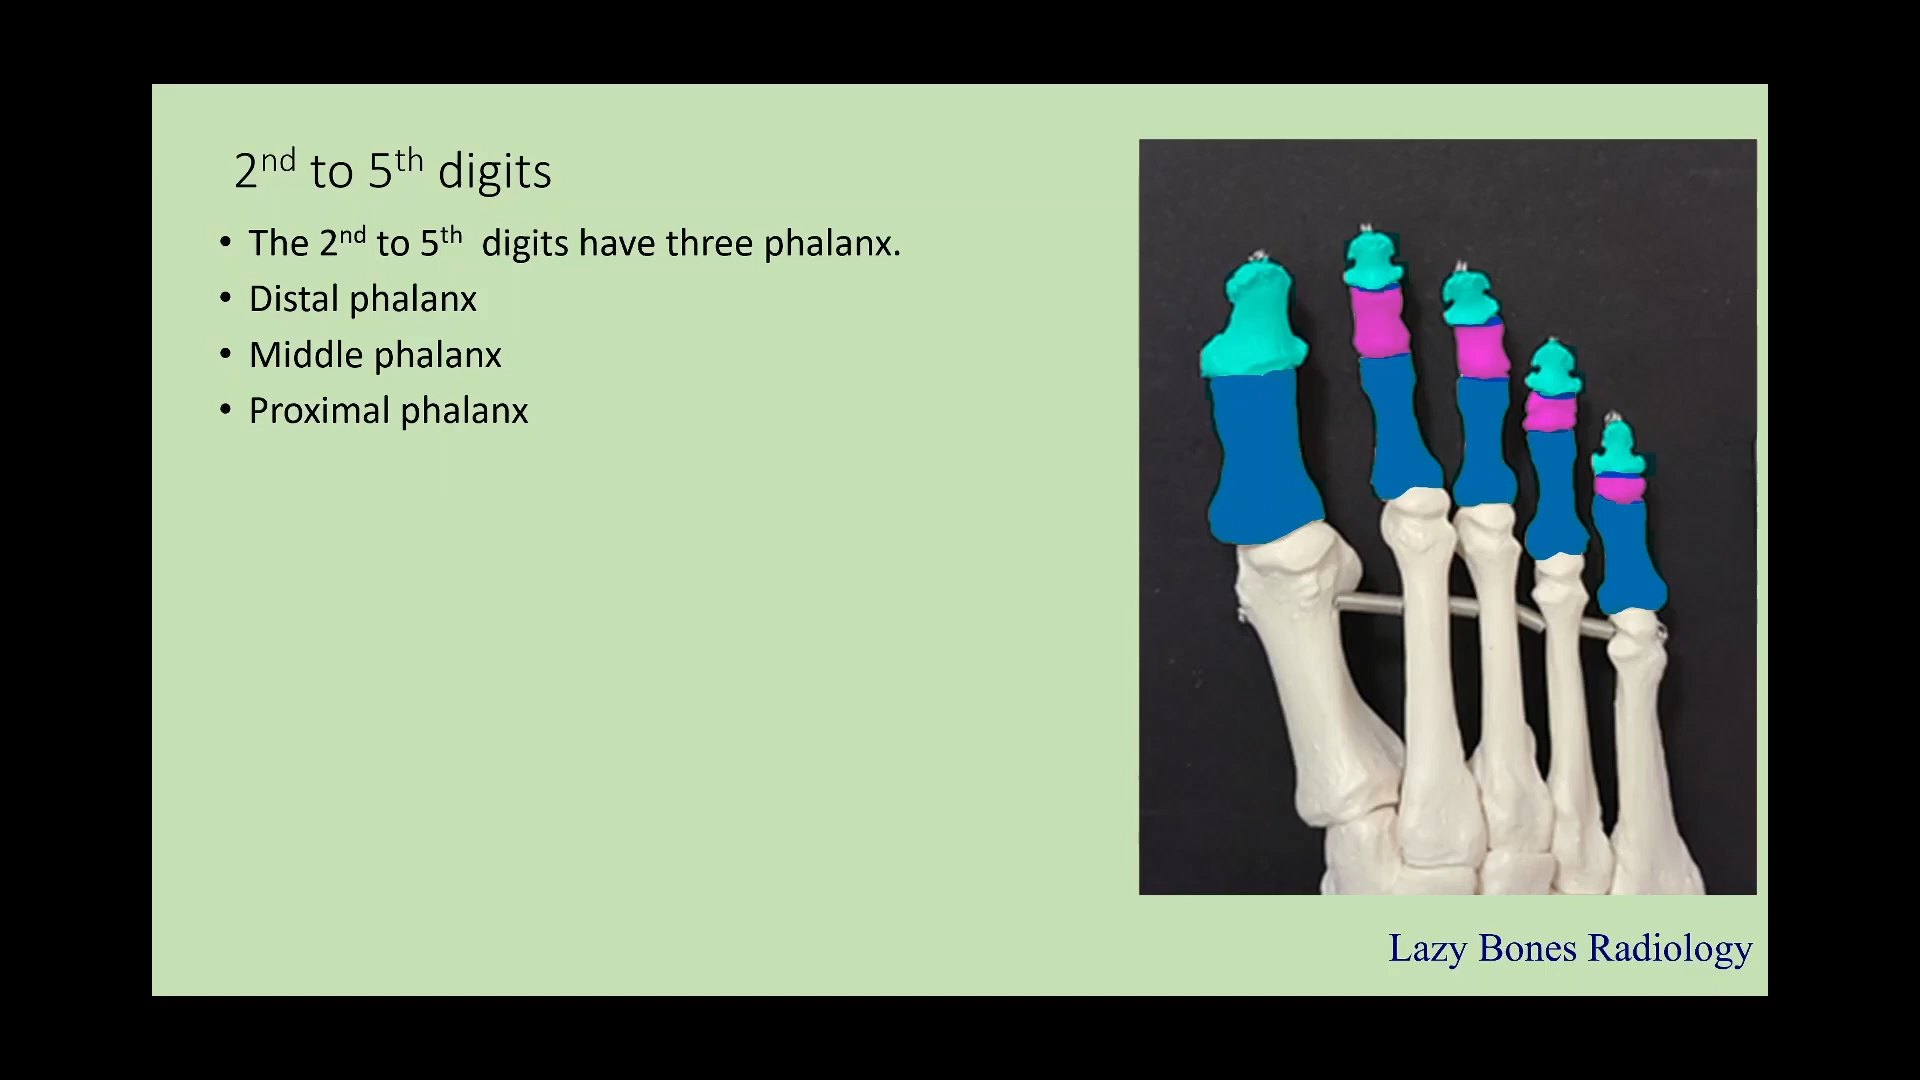 2nd to 5th digits
• The 2nd to 5th  digits have three phalanx.
• Distal phalanx
• Middle phalanx
• Proximal phalanx
Lazy Bones Radiology